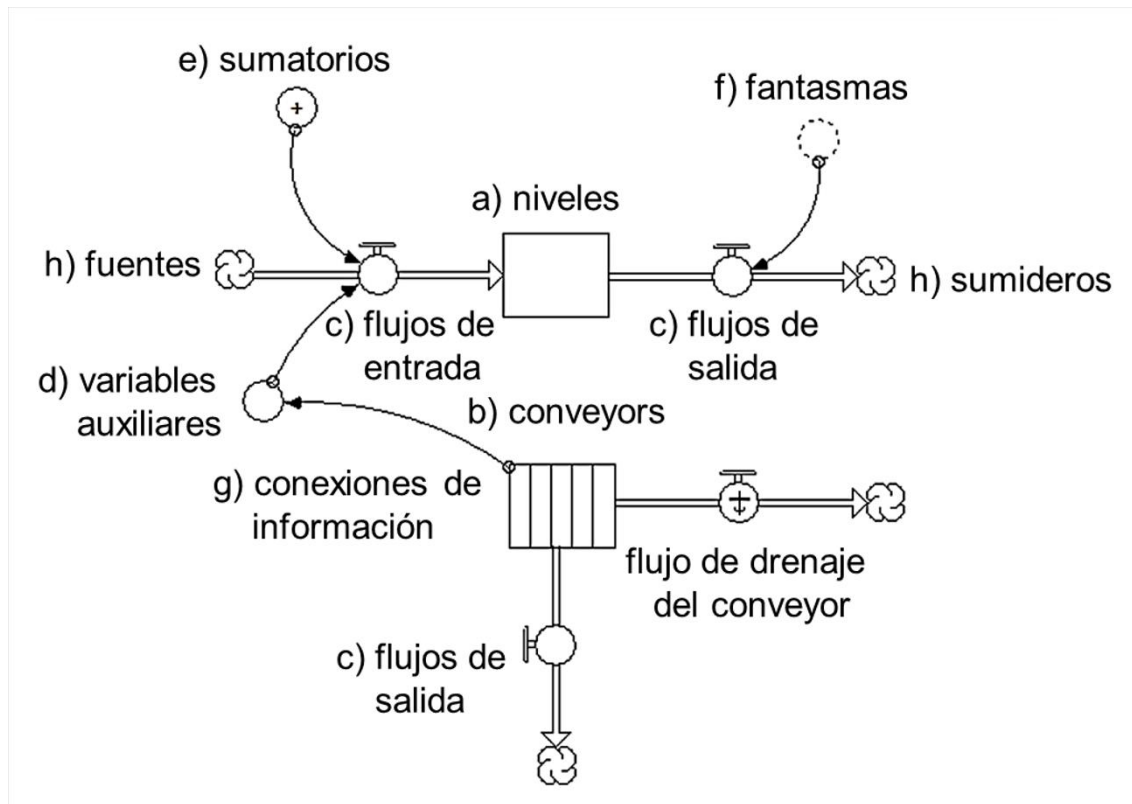 e) sumatorios
f) fantasmas
+
a) niveles
h) fuentes
h) sumideros
c) flujos de
entrada
c) flujos de
salida
d) variables
auxiliares
b) conveyors
g) conexiones de
información
flujo de drenaje
del conveyor
c) flujos de
salida